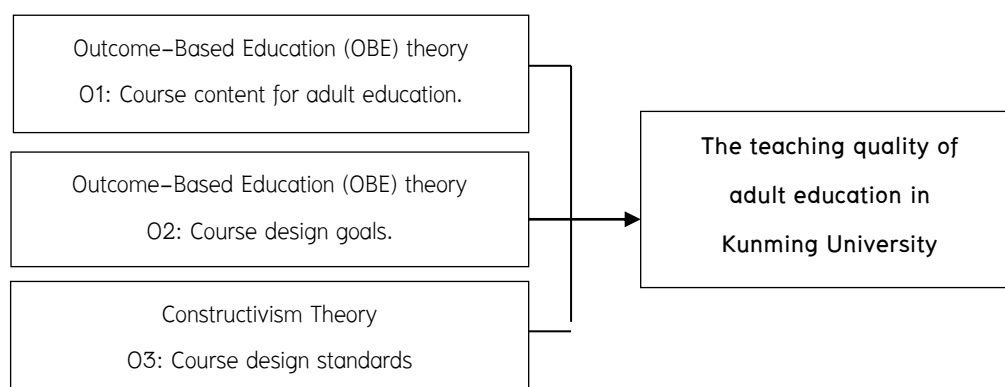 Outcome-Based Education (OBE) theory
O1: Course content for adult education.
Outcome-Based Education (OBE) theory
O2: Course design goals.
Constructivism Theory
O3: Course design standards
The teaching quality of
adult education in
Kunming University